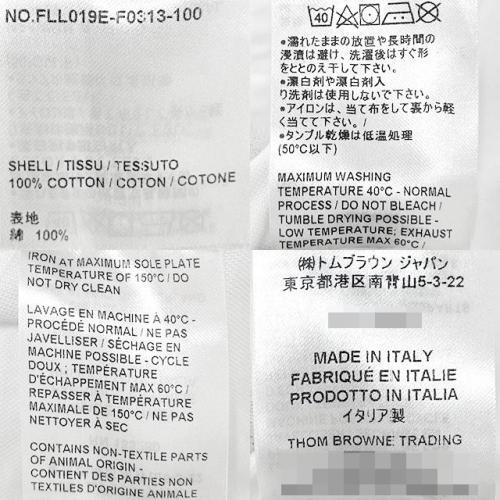 NO.FLL019E-F0313-100
SHELL / TISSU / TESSUTO
100% COTTON / COTON / COTONE
表地
綿 100%
40
●濡れたままの放置や長時間の
浸漬は避け、洗濯後はすぐ形
をととのえ干して下さい。
●漂白剤や漂白剤入
り洗剤は使用しないで下さい。
●アイロンは、当て布をして裏から軽
く当てて下さい。/
●タンブル乾燥は低温処理
(50℃以下)
MAXIMUM WASHING
TEMPERATURE 40°C - NORMAL
PROCESS / DO NOT BLEACH /
TUMBLE DRYING POSSIBLE -
LOW TEMPERATURE; EXHAUST
TEMPERATURE MAX 60°C /
IRON AT MAXIMUM SOLE PLATE
TEMPERATURE OF 150°C / DO
NOT DRY CLEAN
LAVAGE EN MACHINE À 40°C -
PROCÉDÉ NORMAL / NE PAS
JAVELLISER / SÉCHAGE EN
MACHINE POSSIBLE - CYCLE
DOUX ; TEMPÉRATURE
D'ÉCHAPPEMENT MAX 60°C /
REPASSER À TEMPÉRATURE
MAXIMALE DE 150°C / NE PAS
NETTOYER À SEC
CONTAINS NON-TEXTILE PARTS
OF ANIMAL ORIGIN -
CONTIENT DES PARTIES NON
TEXTILES D'ORIGINE ANIMALE
㈱トムブラウン ジャパン
東京都港区南青山5-3-22
MADE IN ITALY
FABRIQUÉ EN ITALIE
PRODOTTO IN ITALIA
イタリア製
THOM BROWNE TRADING